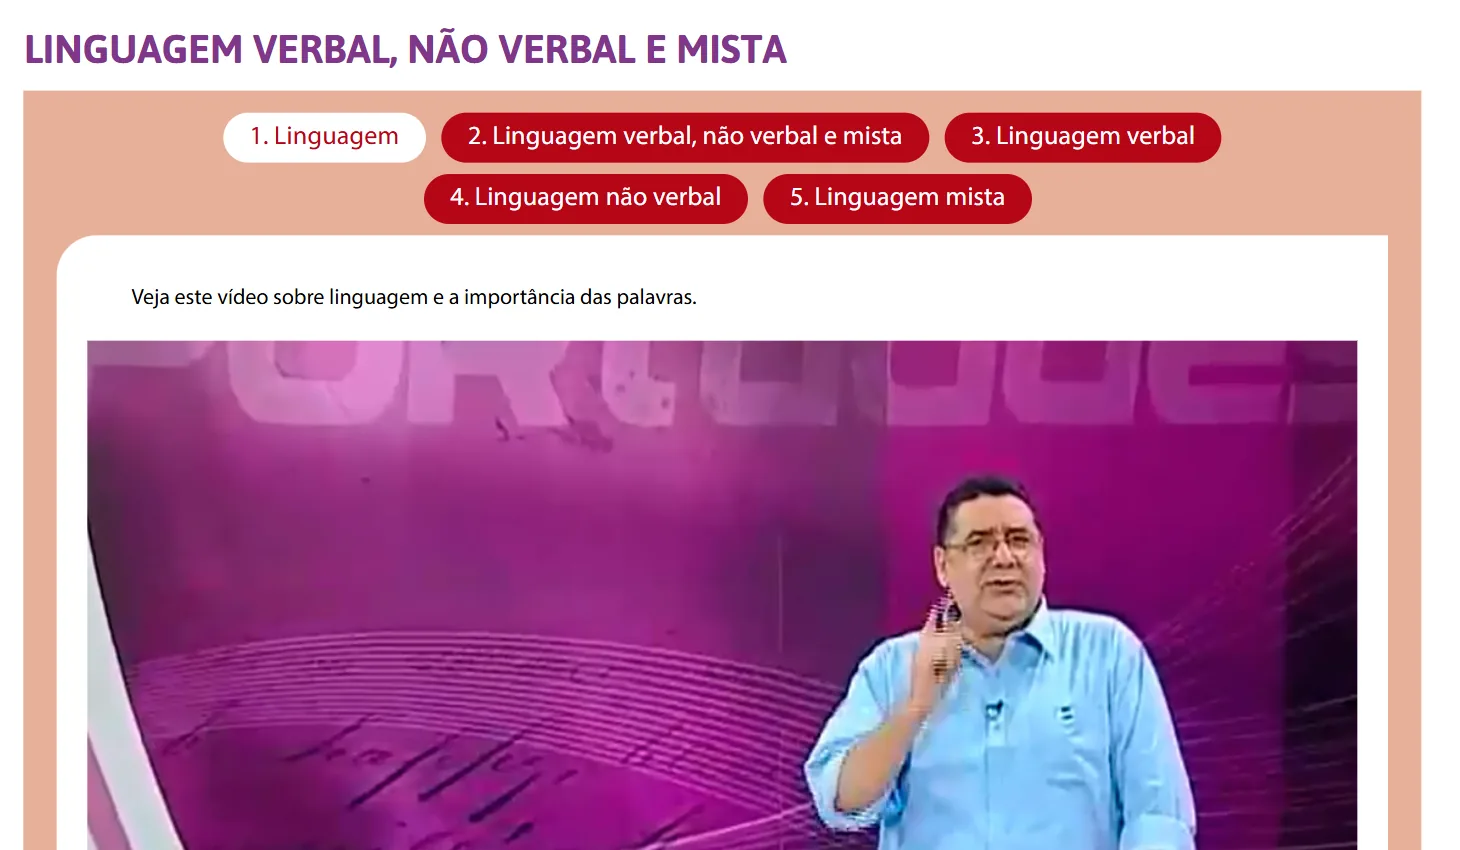 LINGUAGEM VERBAL, NÃO VERBAL E MISTA
1. Linguagem
2. Linguagem verbal, não verbal e mista
3. Linguagem verbal
4. Linguagem não verbal
5. Linguagem mista
Veja este vídeo sobre linguagem e a importância das palavras.
PORTUGUÊS